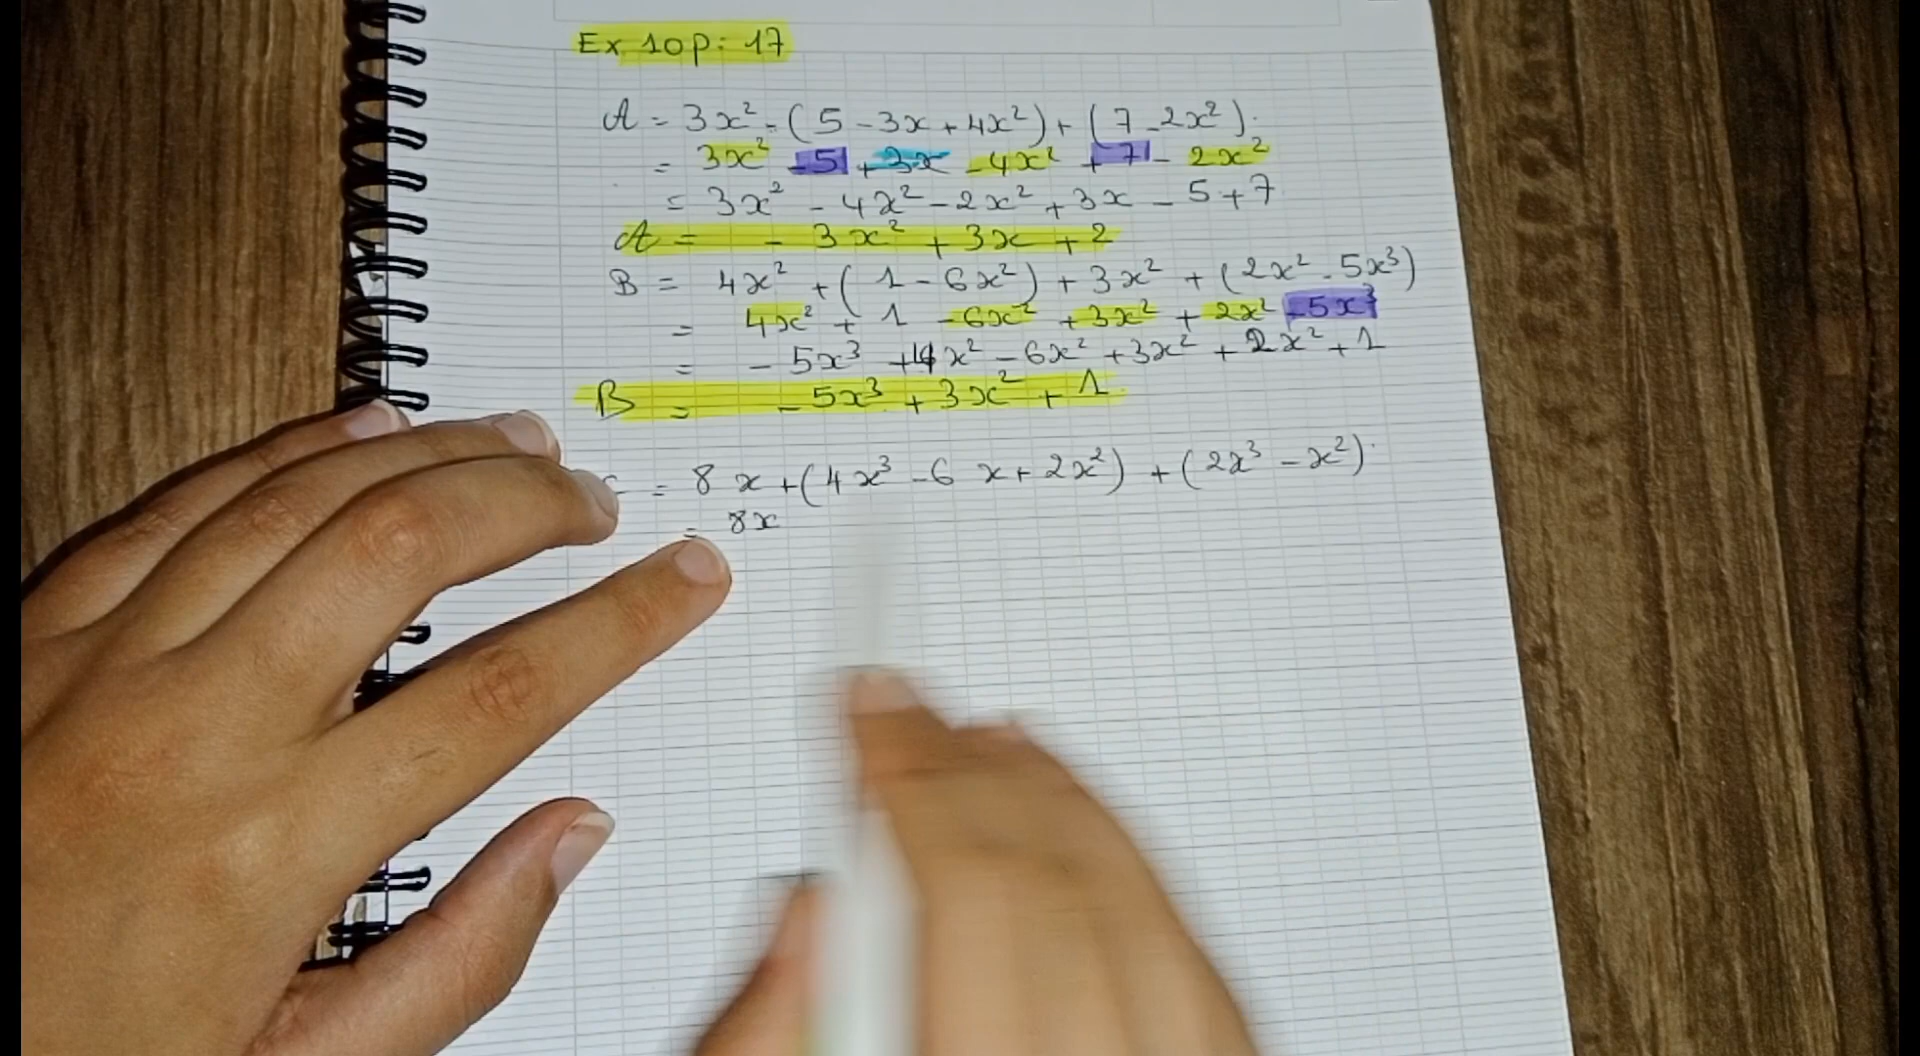 Ex 10 p: 17
A = 3x² - (5 - 3x + 4x²) + (7 - 2x²).
= 3x² - 5 + 3x - 4x² + 7 - 2x²
= 3x² - 4x² - 2x² + 3x - 5 + 7
A = - 3x² + 3x + 2
B = 4x² + (1 - 6x²) + 3x² + (2x² - 5x³)
= 4x² + 1 - 6x² + 3x² + 2x² - 5x³
= - 5x³ + 4x² - 6x² + 3x² + 2x² + 1
B = - 5x³ + 3x² + 1
= 8x + (4x³ - 6x + 2x²) + (2x³ - x²).
= 8x